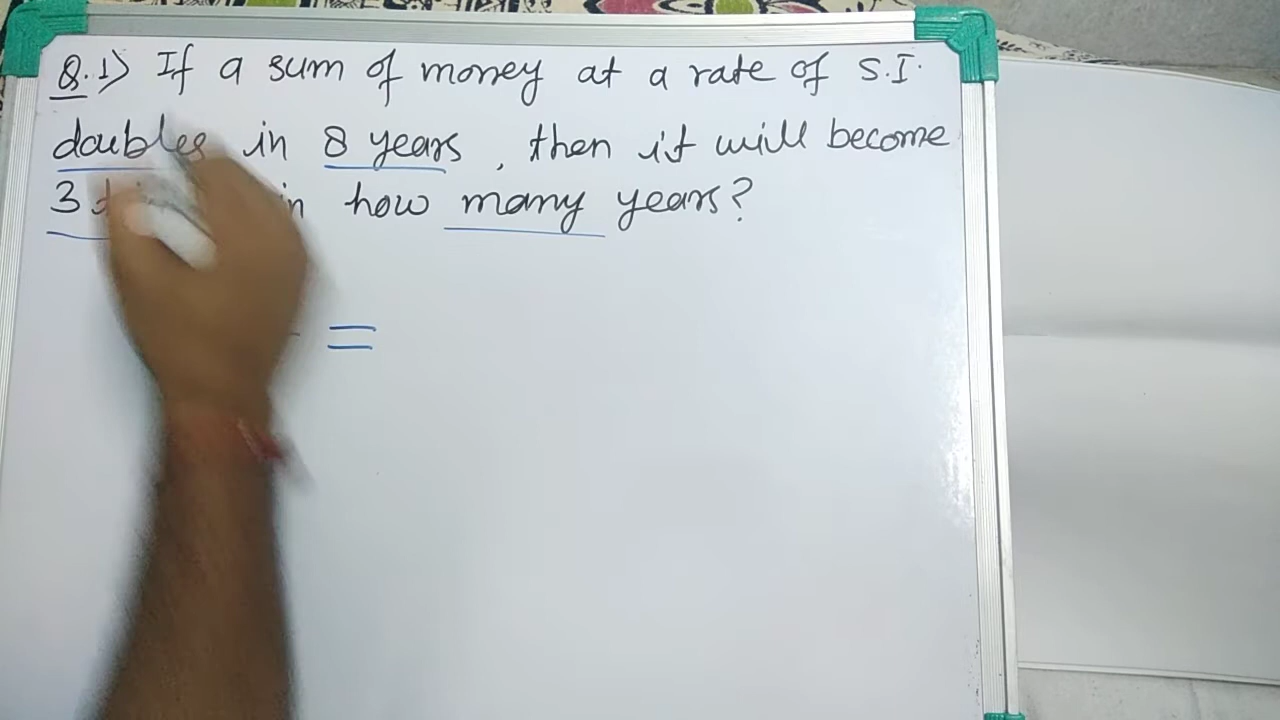 Q.1) If a sum of money at a rate of S.I.
doubles in 8 years, then it will become
3 in how many years?
=